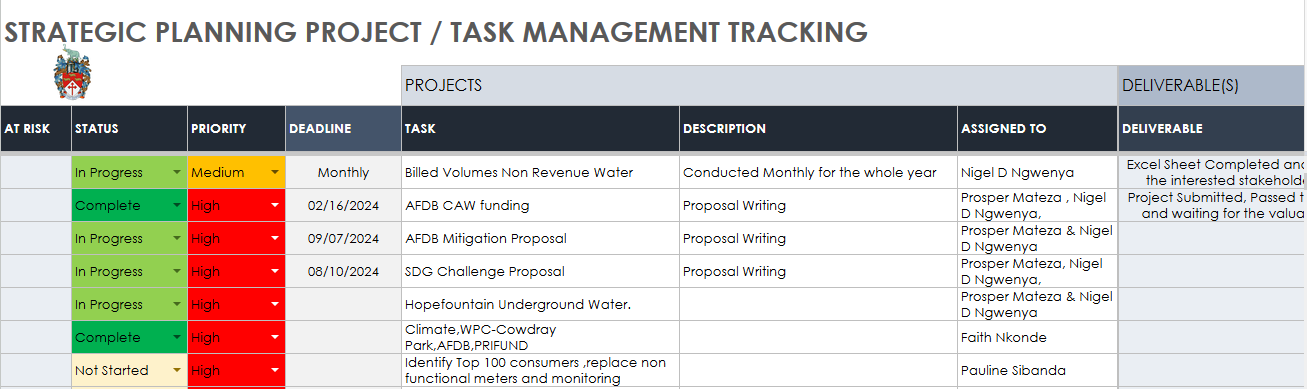 STRATEGIC PLANNING PROJECT / TASK MANAGEMENT TRACKING
PROJECTS DELIVERABLE(S)
AT RISK STATUS PRIORITY DEADLINE TASK DESCRIPTION ASSIGNED TO DELIVERABLE
In Progress Medium Monthly Billed Volumes Non Revenue Water Conducted Monthly for the whole year Nigel D Ngwenya Excel Sheet Completed and
the interested stakehold
Complete High 02/16/2024 AFDB CAW funding Proposal Writing Prosper Mateza , Nigel Project Submitted, Passed t
D Ngwenya, and waiting for the valua
In Progress High 09/07/2024 AFDB Mitigation Proposal Proposal Writing Prosper Mateza & Nigel
D Ngwenya
In Progress High 08/10/2024 SDG Challenge Proposal Proposal Writing Prosper Mateza, Nigel
D Ngwenya,
In Progress High Hopefountain Underground Water. Prosper Mateza & Nigel
D Ngwenya
Complete High Climate,WPC-Cowdray Faith Nkonde
Park,AFDB,PRIFUND
Not Started High Identify Top 100 consumers ,replace non Pauline Sibanda
functional meters and monitoring